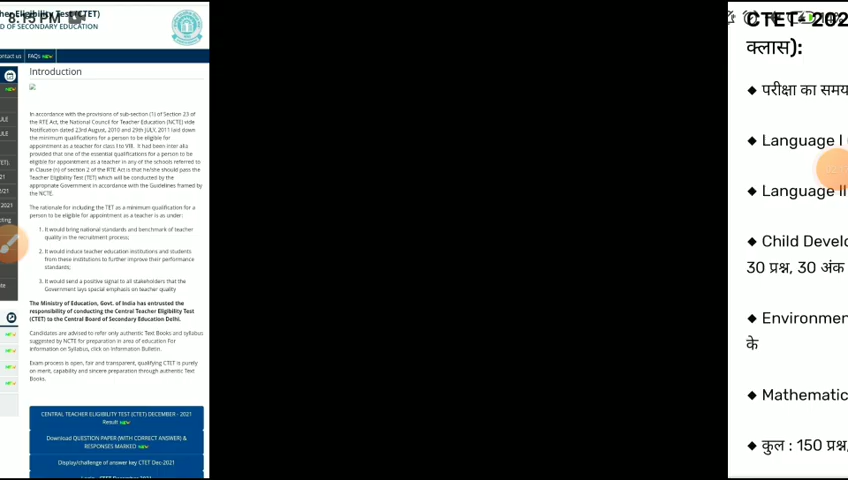 her Eligibility Test (CTET)
8:15 PM
D OF SECONDARY EDUCATION
ontact us
FAQs NEW
Introduction
In accordance with the provisions of sub-section (1) of Section 23 of
the RTE Act, the National Council for Teacher Education (NCTE) vide
Notification dated 23rd August, 2010 and 29th JULY, 2011 laid down
the minimum qualifications for a person to be eligible for
appointment as a teacher for class I to VIII. It had been inter alia
provided that one of the essential qualifications for a person to be
eligible for appointment as a teacher in any of the schools referred to
in Clause (n) of section 2 of the RTE Act is that he/she should pass the
Teacher Eligibility Test (TET) which will be conducted by the
appropriate Government in accordance with the Guidelines framed by
the NCTE.
The rationale for including the TET as a minimum qualification for a
person to be eligible for appointment as a teacher is as under:
1. It would bring national standards and benchmark of teacher
quality in the recruitment process;
2. It would induce teacher education institutions and students
from these institutions to further improve their performance
standards;
3. It would send a positive signal to all stakeholders that the
Government lays special emphasis on teacher quality
The Ministry of Education, Govt. of India has entrusted the
responsibility of conducting the Central Teacher Eligibility Test
(CTET) to the Central Board of Secondary Education Delhi.
Candidates are advised to refer only authentic Text Books and syllabus
suggested by NCTE for preparation in area of education For
information on Syllabus, click on Information Bulletin.
Exam process is open, fair and transparent, qualifying CTET is purely
on merit, capability and sincere preparation through authentic Text
Books.
CENTRAL TEACHER ELIGIBILITY TEST (CTET) DECEMBER - 2021
Result NEW
Download QUESTION PAPER (WITH CORRECT ANSWER) &
RESPONSES MARKED NEW
Display/challenge of answer key CTET Dec-2021
CTET- 202
क्लास):
◆ परीक्षा का समय
◆ Language I
◆ Language II
◆ Child Develo
30 प्रश्न, 30 अंक
◆ Environmen
के
◆ Mathematic
◆ कुल : 150 प्रश्न,